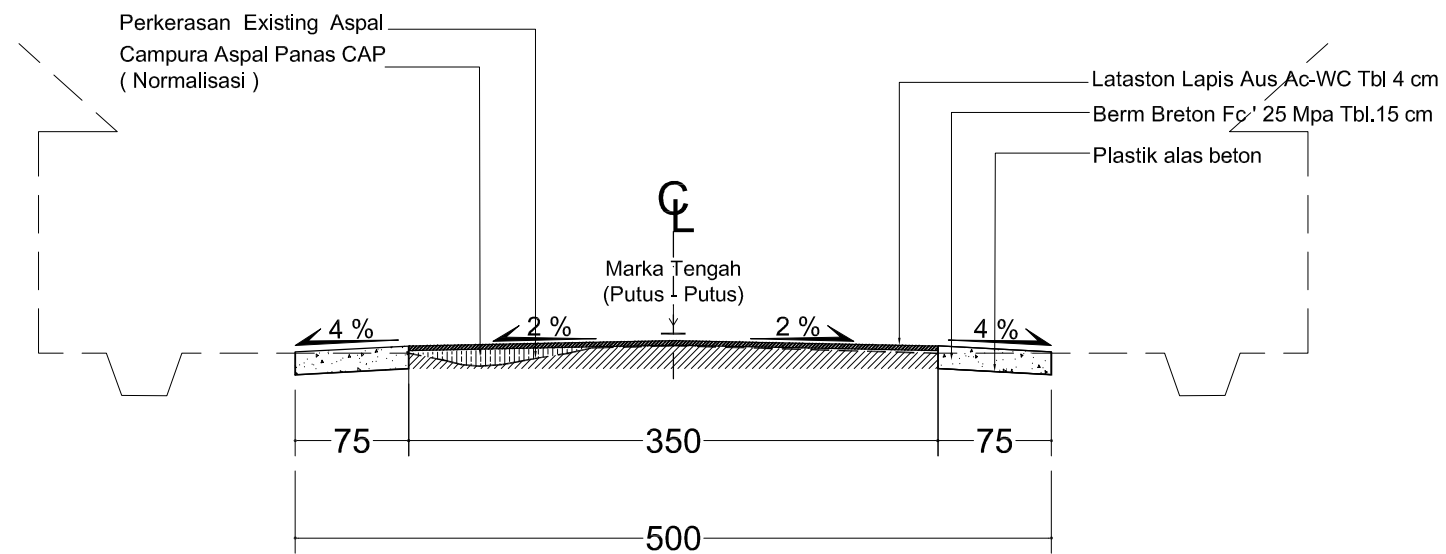 Perkerasan Existing Aspal
Campura Aspal Panas CAP
( Normalisasi )
Lataston Lapis Aus Ac-WC Tbl 4 cm
Berm Breton Fc ' 25 Mpa Tbl.15 cm
Plastik alas beton
CL
Marka Tengah
(Putus - Putus)
4 %
2 %
2 %
4 %
75
350
75
500